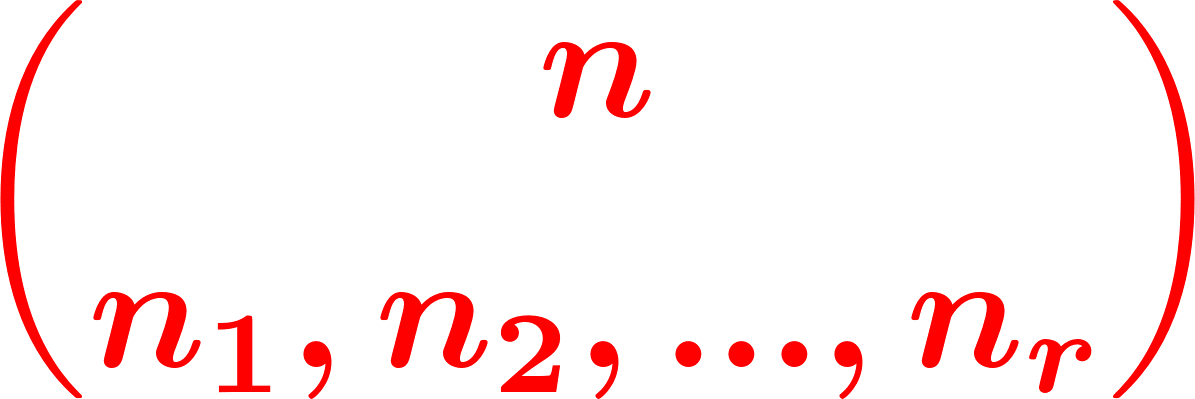 n
n₁, n₂, ..., nᵣ